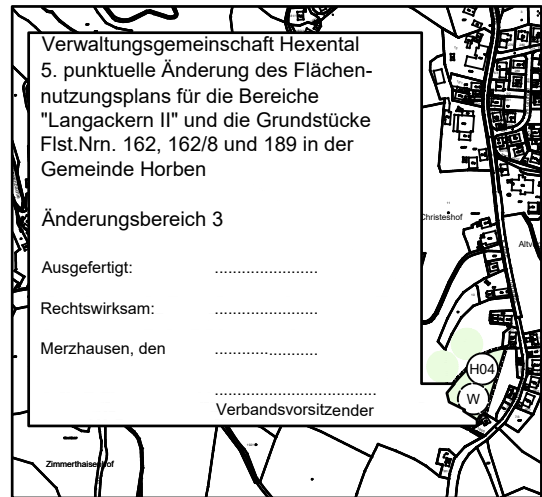 Verwaltungsgemeinschaft Hexental
5. punktuelle Änderung des Flächen-
nutzungsplans für die Bereiche
"Langackern II" und die Grundstücke
Flst.Nrn. 162, 162/8 und 189 in der
Gemeinde Horben
Änderungsbereich 3
Ausgefertigt: .......................
Rechtswirksam: .......................
Merzhausen, den .......................
....................................
Verbandsvorsitzender
Christeshof
H04
W
Zimmerthaisenhof